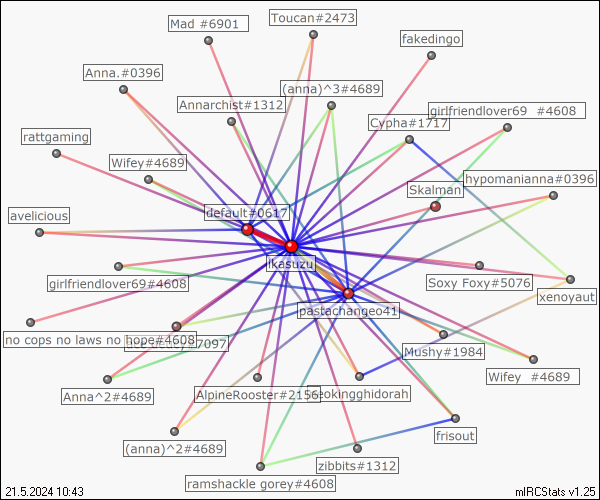 Toucan#2473
Mad #6901
fakedingo
Anna.#0396
(anna)^3#4689
Annarchist#1312
girlfriendlover69 #4608
Cypha#1717
rattgaming
Wifey#4689
hypomanianna#0396
Skalman
default#0617
avelicious
ikasuzu
girlfriendlover69#4608
Soxy Foxy#5076
xenoyaut
pastachangeo41
no cops no laws no hope#4608
#7097
Mushy#1984
Wifey #4689
Anna^2#4689
AlpineRooster#2156
eokingghidorah
frisout
(anna)^2#4689
zibbits#1312
ramshackle gorey#4608
21.5.2024 10:43
mIRCStats v1.25